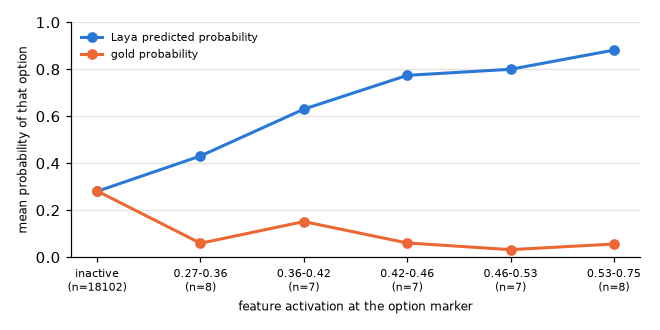 Laya predicted probability
gold probability
mean probability of that option
1.0
0.8
0.6
0.4
0.2
0.0
inactive 0.27-0.36 0.36-0.42 0.42-0.46 0.46-0.53 0.53-0.75
(n=18102) (n=8) (n=7) (n=7) (n=7) (n=8)
feature activation at the option marker